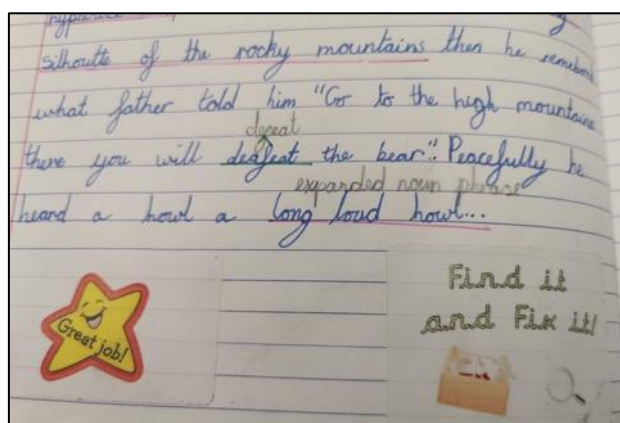 silhoutte of the rocky mountains then he
what father told him "Go to the high mountains
defeat
there you will deafeat the bear". Peacefully he
expanded noun phrase
heard a howl a long loud howl...
Great job!
Find it
and Fix it!